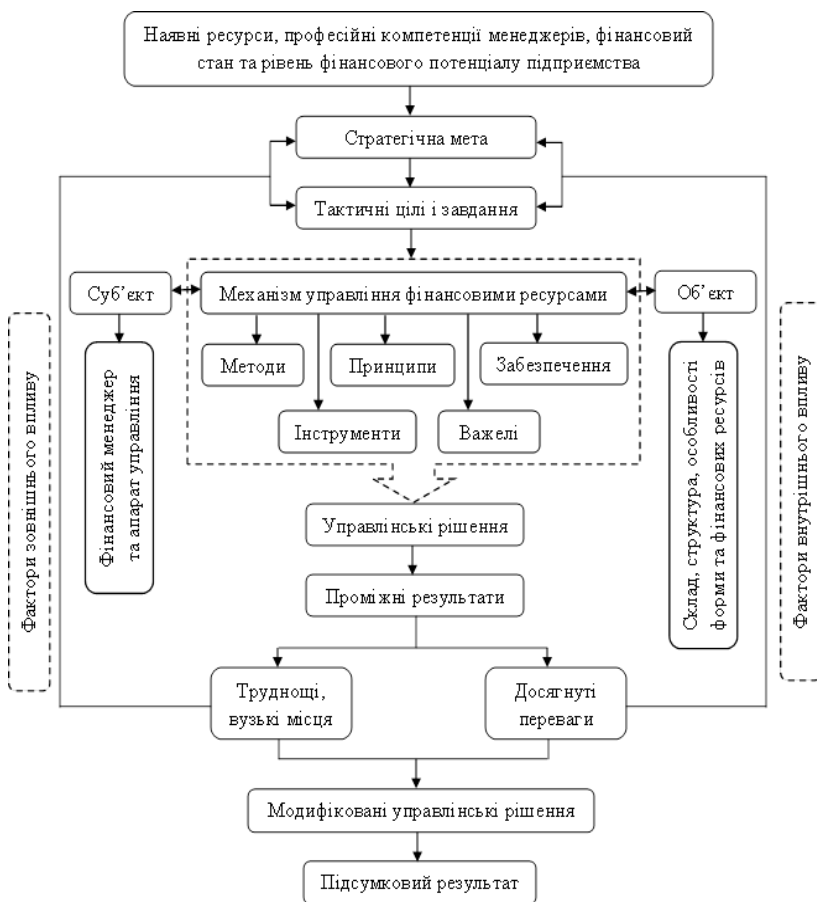 Наявні ресурси, професійні компетенції менеджерів, фінансовий
стан та рівень фінансового потенціалу підприємства
Стратегічна мета
Тактичні цілі і завдання
Суб’єкт
Механізм управління фінансовими ресурсами
Об’єкт
Методи
Принципи
Забезпечення
Інструменти
Важелі
Фактори зовнішнього впливу
Фінансовий менеджер
та апарат управління
Склад, структура, особливості
форми та фінансових ресурсів
Фактори внутрішнього впливу
Управлінські рішення
Проміжні результати
Труднощі,
вузькі місця
Досягнуті
переваги
Модифіковані управлінські рішення
Підсумковий результат